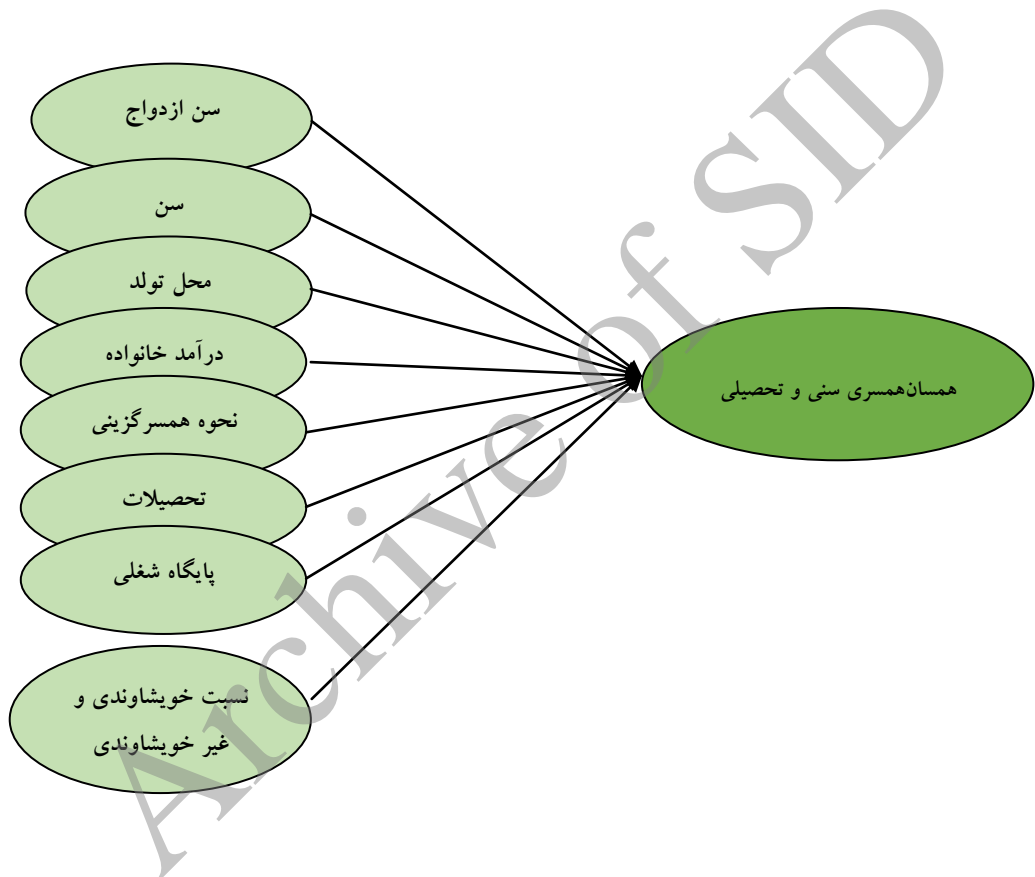 سن ازدواج
سن
محل تولد
درآمد خانواده
نحوه همسرگزینی
تحصیلات
پایگاه شغلی
نسبت خویشاوندی و
غیر خویشاوندی
همسان‌همسری سنی و تحصیلی
Archive of SID